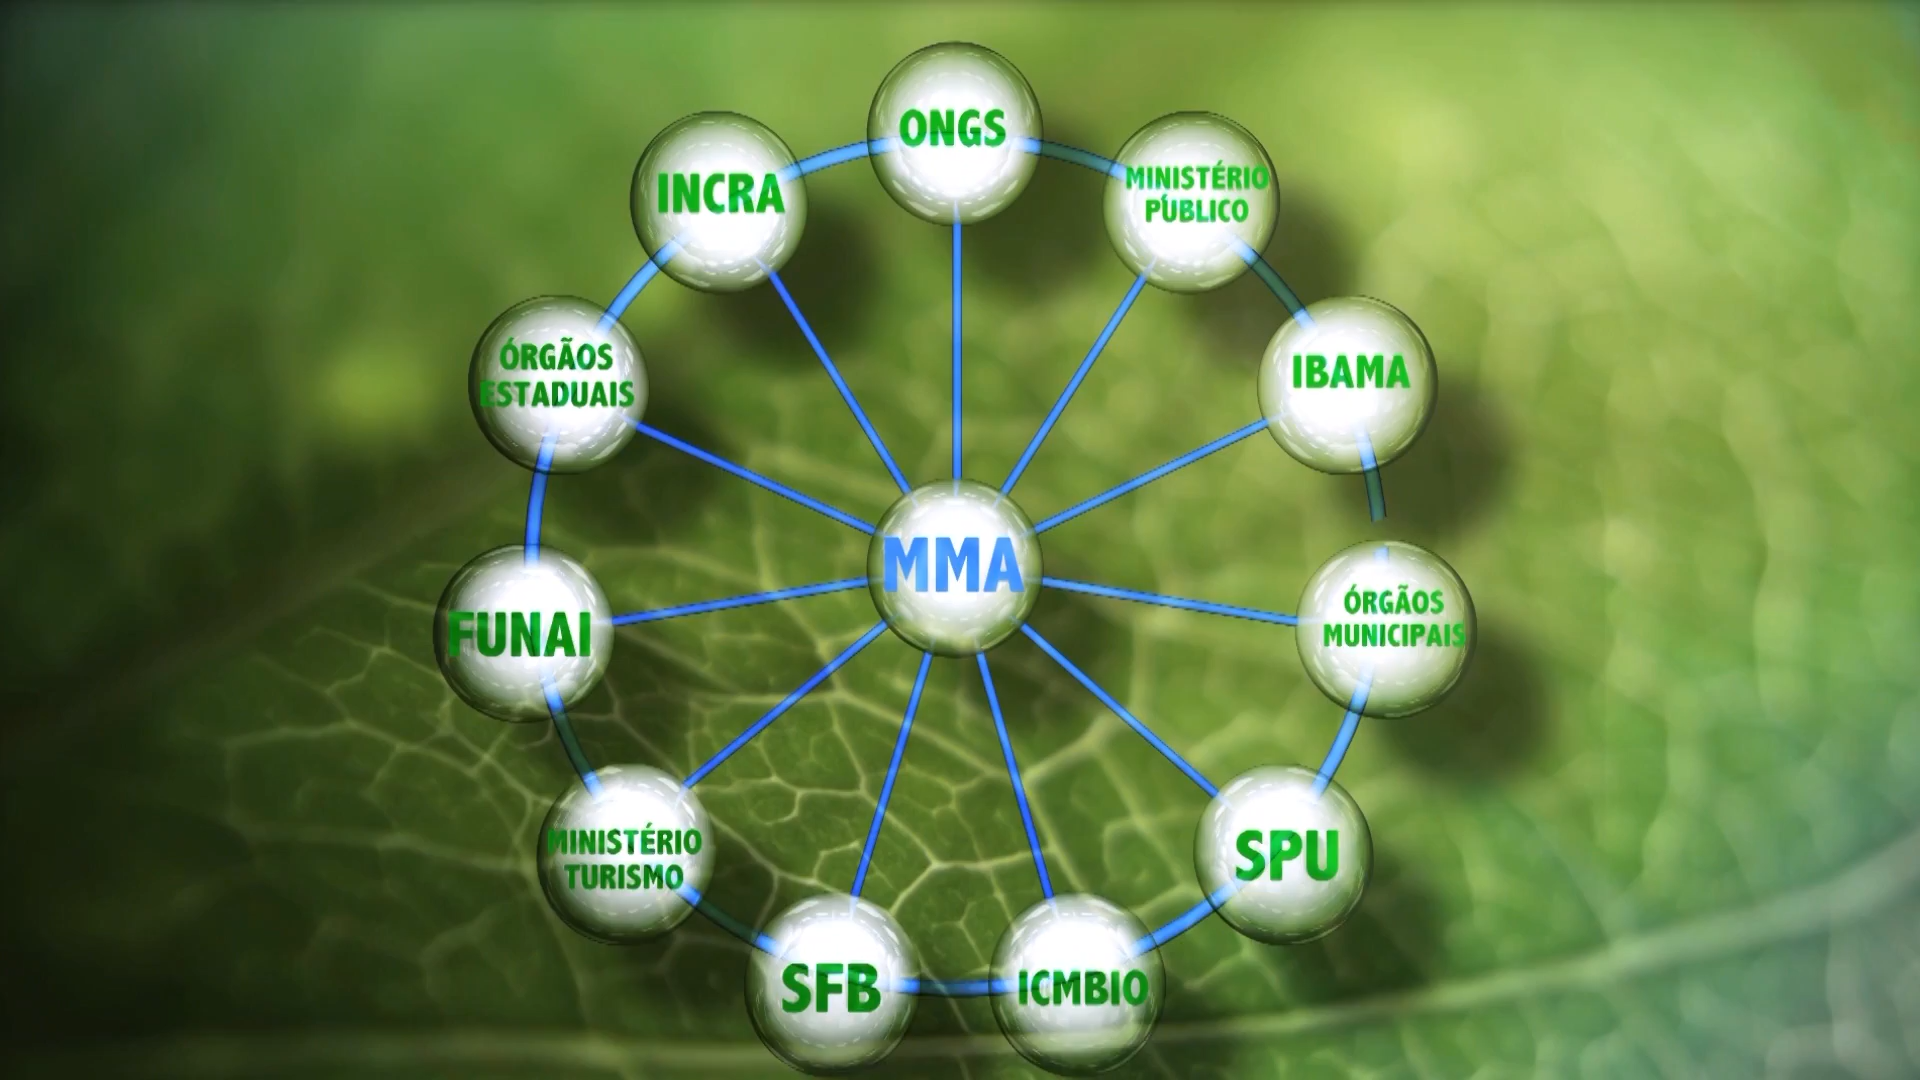 ONGS
INCRA
MINISTÉRIO
PÚBLICO
ÓRGÃOS
ESTADUAIS
IBAMA
MMA
FUNAI
ÓRGÃOS
MUNICIPAIS
MINISTÉRIO
TURISMO
SPU
SFB
ICMBIO